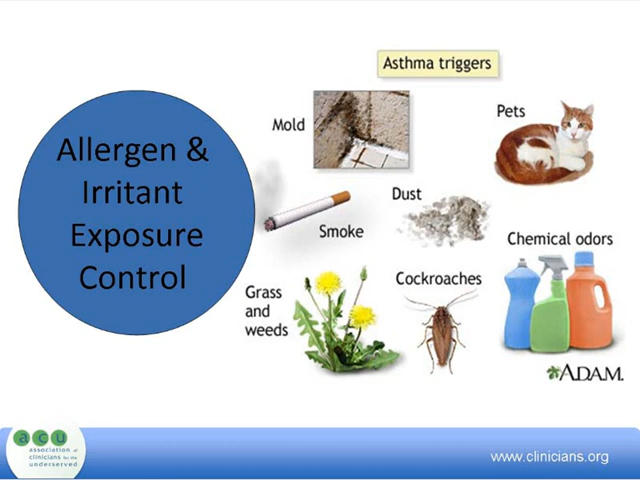 Asthma triggers
Allergen &
Irritant
Exposure
Control
Mold
Pets
Smoke
Dust
Chemical odors
Grass
and
weeds
Cockroaches
ADAM.
acu
association of
clinicians for the
underserved
www.clinicians.org